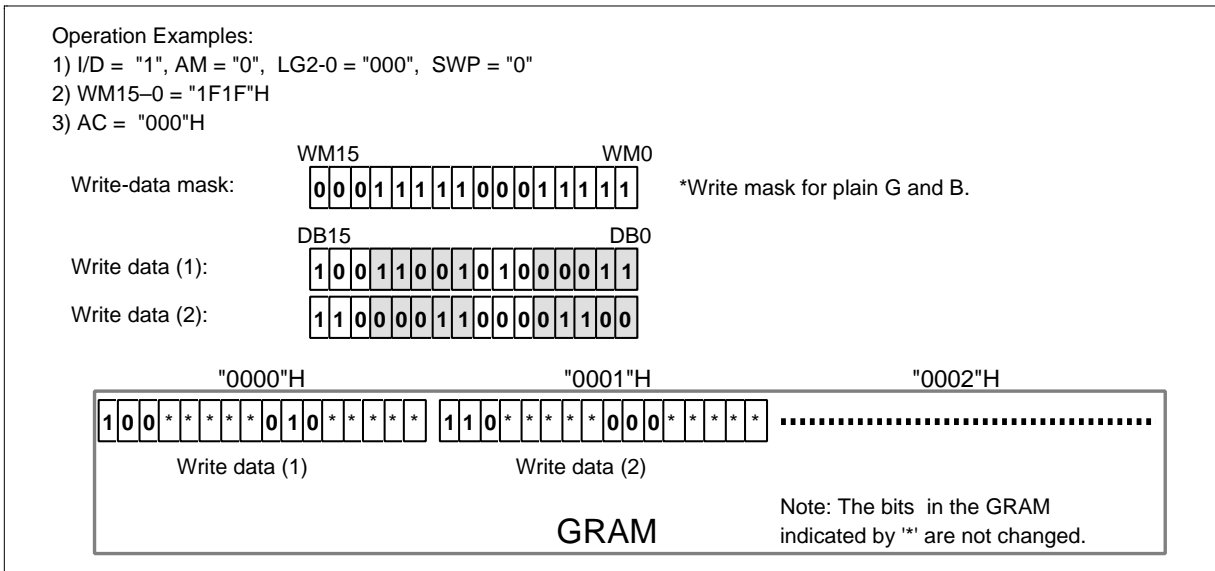 Operation Examples:
1) I/D = "1", AM = "0", LG2-0 = "000", SWP = "0"
2) WM15–0 = "1F1F"H
3) AC = "000"H
WM15 WM0
Write-data mask: 0 0 0 1 1 1 1 1 0 0 0 1 1 1 1 1 *Write mask for plain G and B.
DB15 DB0
Write data (1): 1 0 0 1 1 0 0 1 0 1 0 0 0 0 1 1
Write data (2): 1 1 0 0 0 0 1 1 0 0 0 0 1 1 0 0
"0000"H "0001"H "0002"H
1 0 0 * * * * * 0 1 0 * * * * * 1 1 0 * * * * * 0 0 0 * * * * *
Write data (1) Write data (2)
Note: The bits in the GRAM
GRAM indicated by '*' are not changed.